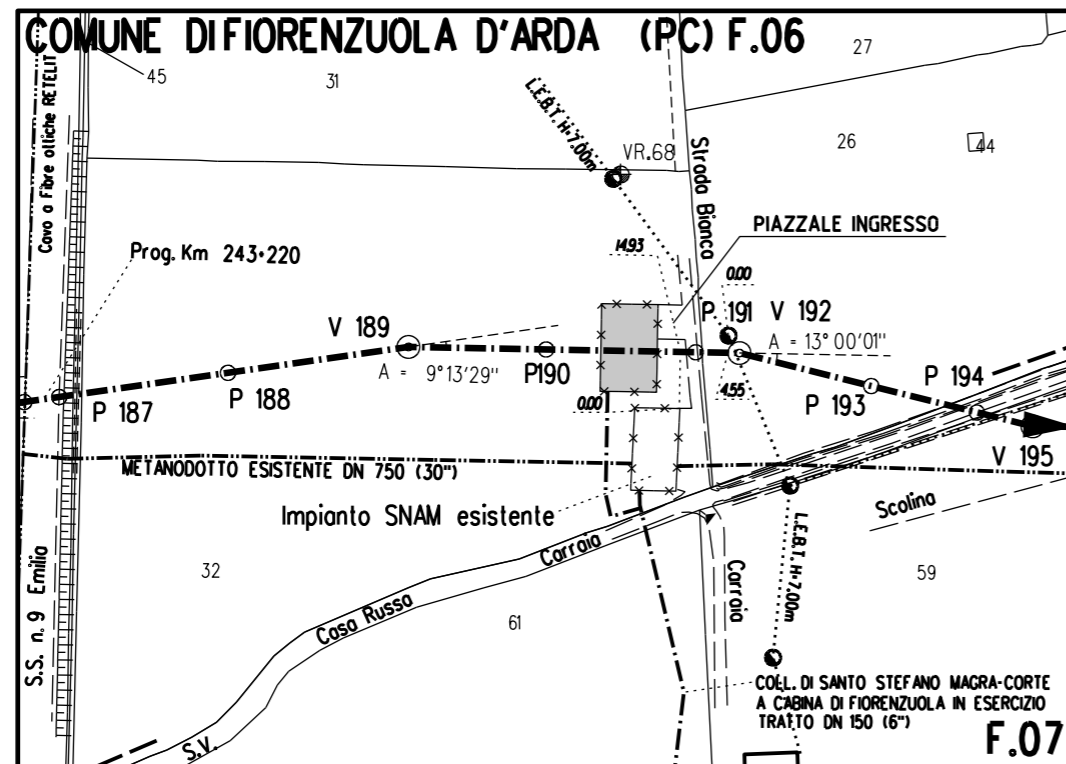 COMUNE DI FIORENZUOLA D'ARDA (PC) F.06
45
31
27
26
44
Cavo a Fibre ottiche RETELIT
L.E.B.T. H=7.00m
VR.68
Strada Bianca
PIAZZALE INGRESSO
Prog. Km 243+220
14.93
0.00
V 189
P 191
V 192
A = 13°00'01"
A = 9°13'29"
P190
P 194
P 187
P 188
0.00
4.55
P 193
V 195
METANODOTTO ESISTENTE DN 750 (30")
Impianto SNAM esistente
Scolina
Carraia
L.E.B.T. H=7.00m
S.S. n. 9 Emilia
32
Casa Russa
61
Carraia
59
S.V.
COLL. DI SANTO STEFANO MAGRA-CORTE
A CABINA DI FIORENZUOLA IN ESERCIZIO
TRATTO DN 150 (6")
F.07